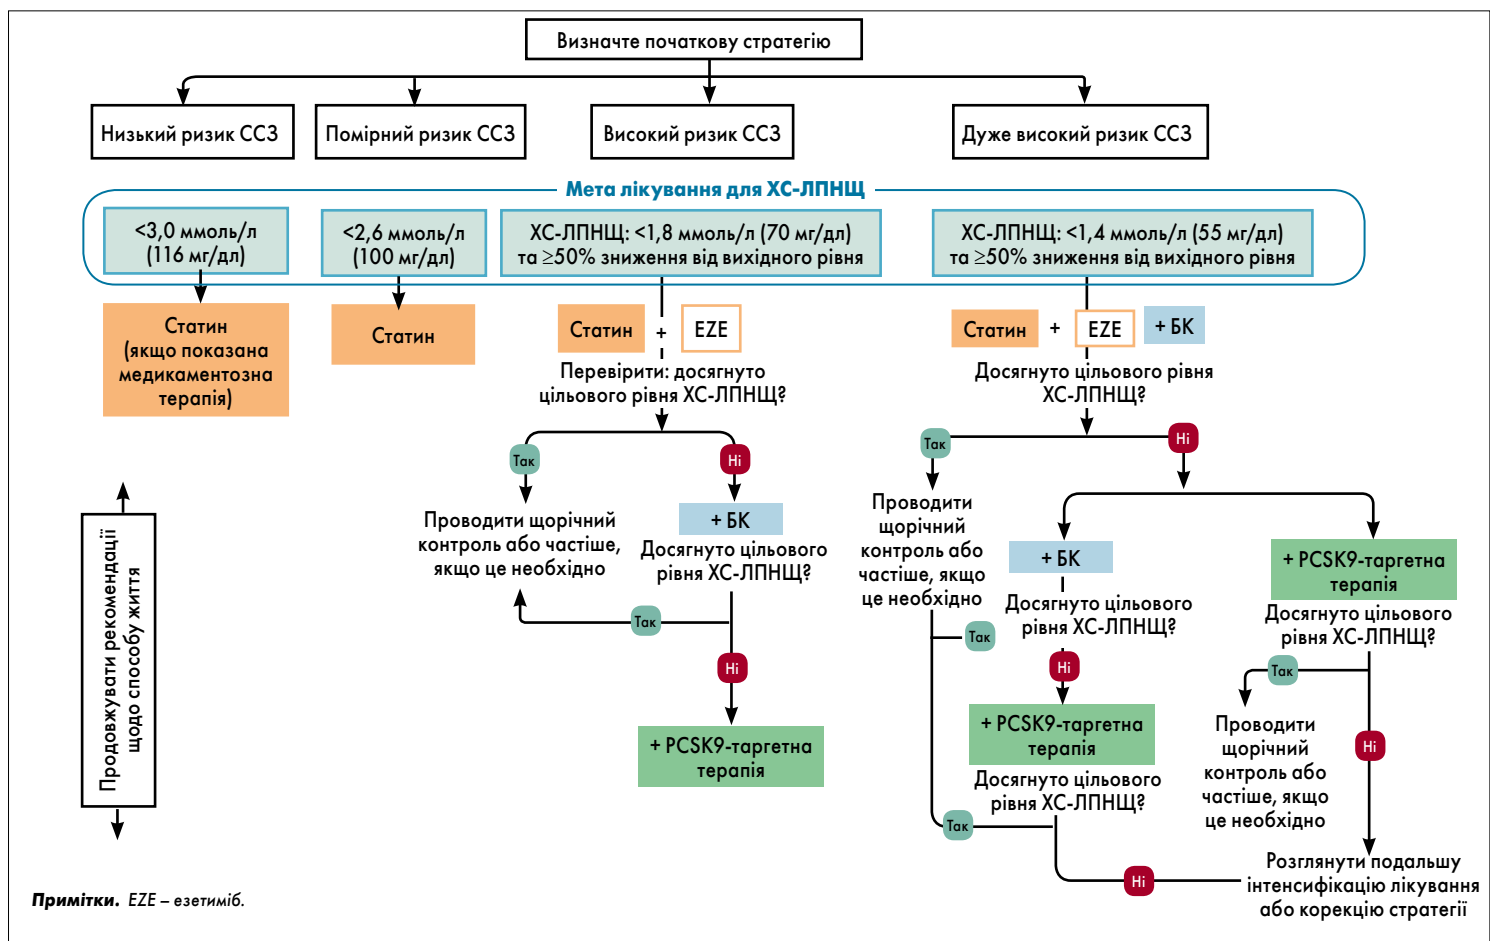 Визначте початкову стратегію
Низький ризик ССЗ
Помірний ризик ССЗ
Високий ризик ССЗ
Дуже високий ризик ССЗ
Мета лікування для ХС-ЛПНЩ
<3,0 ммоль/л
(116 мг/дл)
<2,6 ммоль/л
(100 мг/дл)
ХС-ЛПНЩ: <1,8 ммоль/л (70 мг/дл)
та ≥50% зниження від вихідного рівня
ХС-ЛПНЩ: <1,4 ммоль/л (55 мг/дл)
та ≥50% зниження від вихідного рівня
Статин
(якщо показана
медикаментозна
терапія)
Статин
Статин + EZE
Перевірити: досягнуто
цільового рівня ХС-ЛПНЩ?
Так
Ні
Проводити щорічний
контроль або частіше,
якщо це необхідно
+ БК
Досягнуто цільового
рівня ХС-ЛПНЩ?
Так
Ні
+ PCSK9-таргетна
терапія
Статин + EZE + БК
Досягнуто цільового рівня
ХС-ЛПНЩ?
Так
Ні
Проводити
щорічний
контроль або
частіше, якщо
це необхідно
+ БК
Досягнуто цільового
рівня ХС-ЛПНЩ?
Так
Ні
+ PCSK9-таргетна
терапія
Досягнуто цільового
рівня ХС-ЛПНЩ?
Так
Ні
+ PCSK9-таргетна
терапія
Досягнуто цільового
рівня ХС-ЛПНЩ?
Так
Ні
Проводити
щорічний
контроль або
частіше, якщо
це необхідно
Розглянути подальшу
інтенсифікацію лікування
або корекцію стратегії
Продовжувати рекомендації
щодо способу життя
Примітки. EZE – езетиміб.